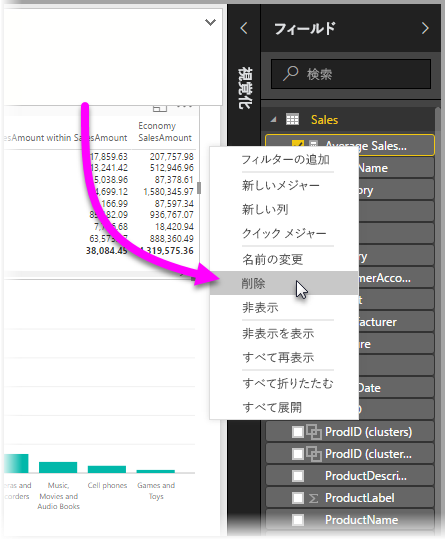 フィールド
視覚化
検索
Sales
Average Sales...
Economy
SalesAmount within SalesAmount SalesAmount
17,859.63 207,757.98
13,241.42 512,946.96
5,038.96 87,378.61
4,699.12 1,580,345.97
166.99 87,597.34
82.09 936,767.07
18,420.94
63,573. 888,360.49
38,084.45 4,319,575.36
フィルターの追加
新しいメジャー
新しい列
クイック メジャー
名前の変更
削除
非表示
非表示を表示
すべて再表示
すべて折りたたむ
すべて展開
Name
ory
ry
merAcco...
t
facturer
ure
Date
D
ProdID (clusters)
ProdID (cluster...
ProductDescri...
ProductLabel
ProductName
ras and
orders
Music,
Movies and
Audio Books
Cell phones
Games and
Toys